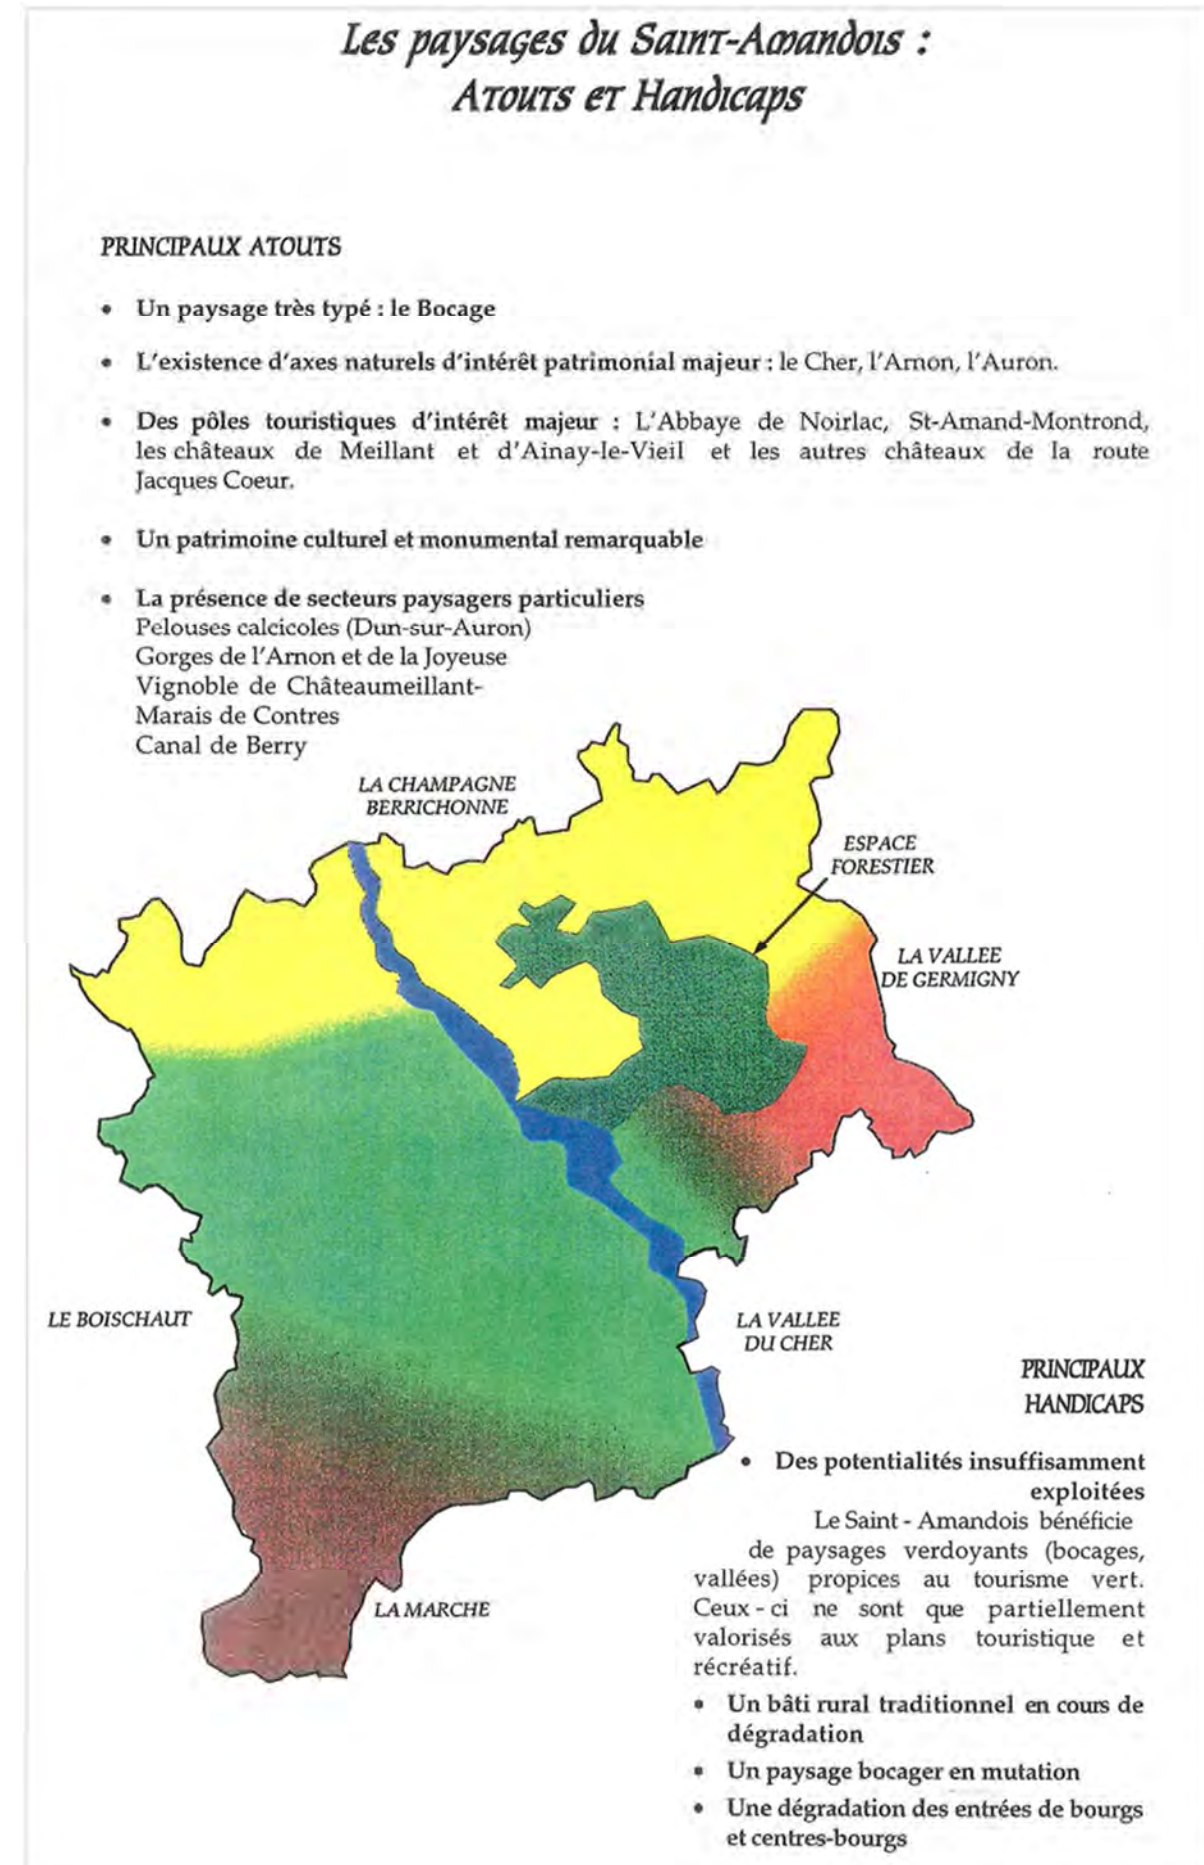 Les paysages du Saint-Amandois :
Atouts et Handicaps
PRINCIPAUX ATOUTS
• Un paysage très typé : le Bocage
• L'existence d'axes naturels d'intérêt patrimonial majeur : le Cher, l'Arnon, l'Auron.
• Des pôles touristiques d'intérêt majeur : L'Abbaye de Noirlac, St-Amand-Montrond,
les châteaux de Meillant et d'Ainay-le-Vieil et les autres châteaux de la route
Jacques Coeur.
• Un patrimoine culturel et monumental remarquable
• La présence de secteurs paysagers particuliers
Pelouses calcicoles (Dun-sur-Auron)
Gorges de l'Arnon et de la Joyeuse
Vignoble de Châteaumeillant-
Marais de Contres
Canal de Berry
LA CHAMPAGNE
BERRICHONNE
ESPACE
FORESTIER
LA VALLEE
DE GERMIGNY
LE BOISCHAUT
LA VALLEE
DU CHER
LA MARCHE
PRINCIPAUX
HANDICAPS
• Des potentialités insuffisamment
exploitées
Le Saint - Amandois bénéficie
de paysages verdoyants (bocages,
vallées) propices au tourisme vert.
Ceux - ci ne sont que partiellement
valorisés aux plans touristique et
récréatif.
• Un bâti rural traditionnel en cours de
dégradation
• Un paysage bocager en mutation
• Une dégradation des entrées de bourgs
et centres-bourgs